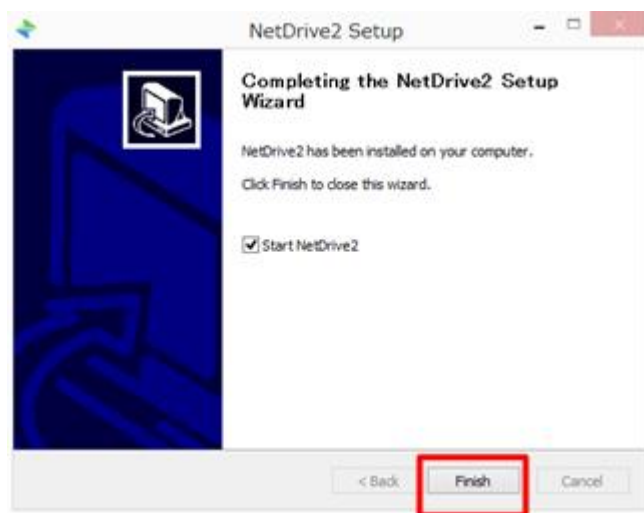 NetDrive2 Setup
Completing the NetDrive2 Setup
Wizard
NetDrive2 has been installed on your computer.
Click Finish to close this wizard.
Start NetDrive2
< Back
Finish
Cancel